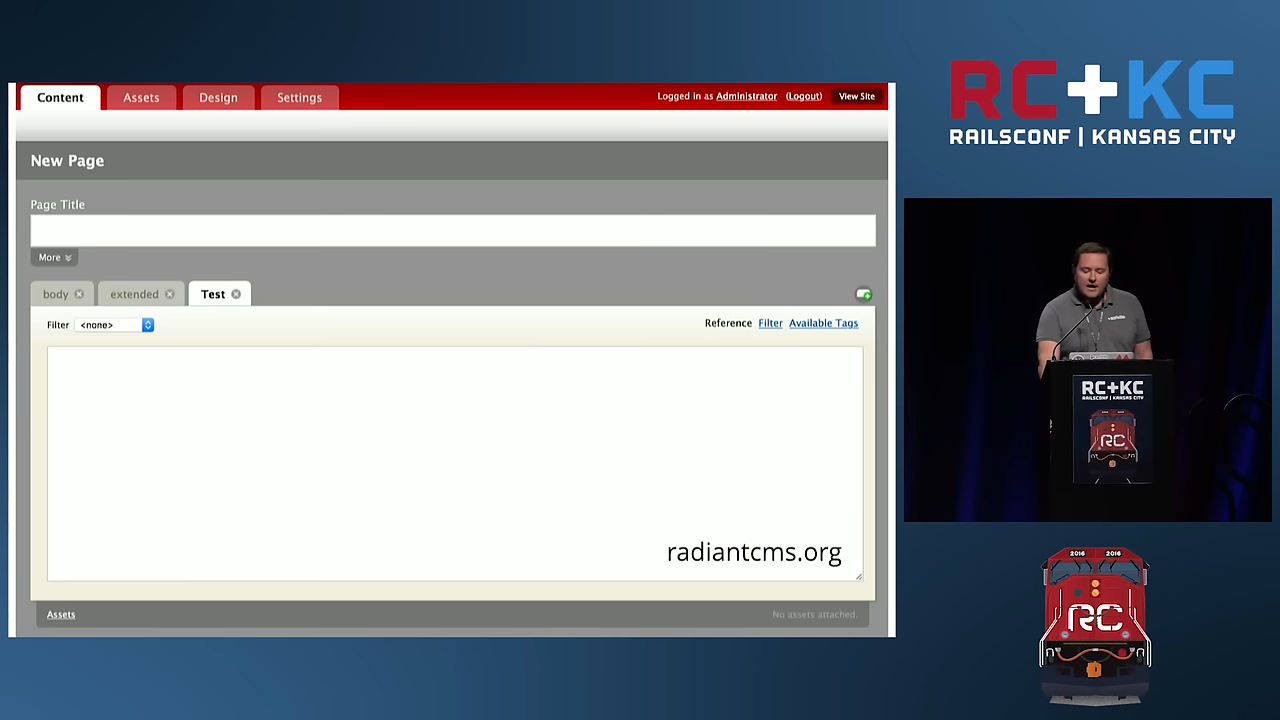 Content
Assets
Design
Settings
Logged in as Administrator (Logout)
View Site
New Page
Page Title
More
body
extended
Test
Filter <none>
Reference Filter Available Tags
radiantcms.org
Assets
No assets attached.
RC+KC
RAILSCONF | KANSAS CITY
RC+KC
RAILSCONF | KANSAS CITY
RC
2016 2016
RC